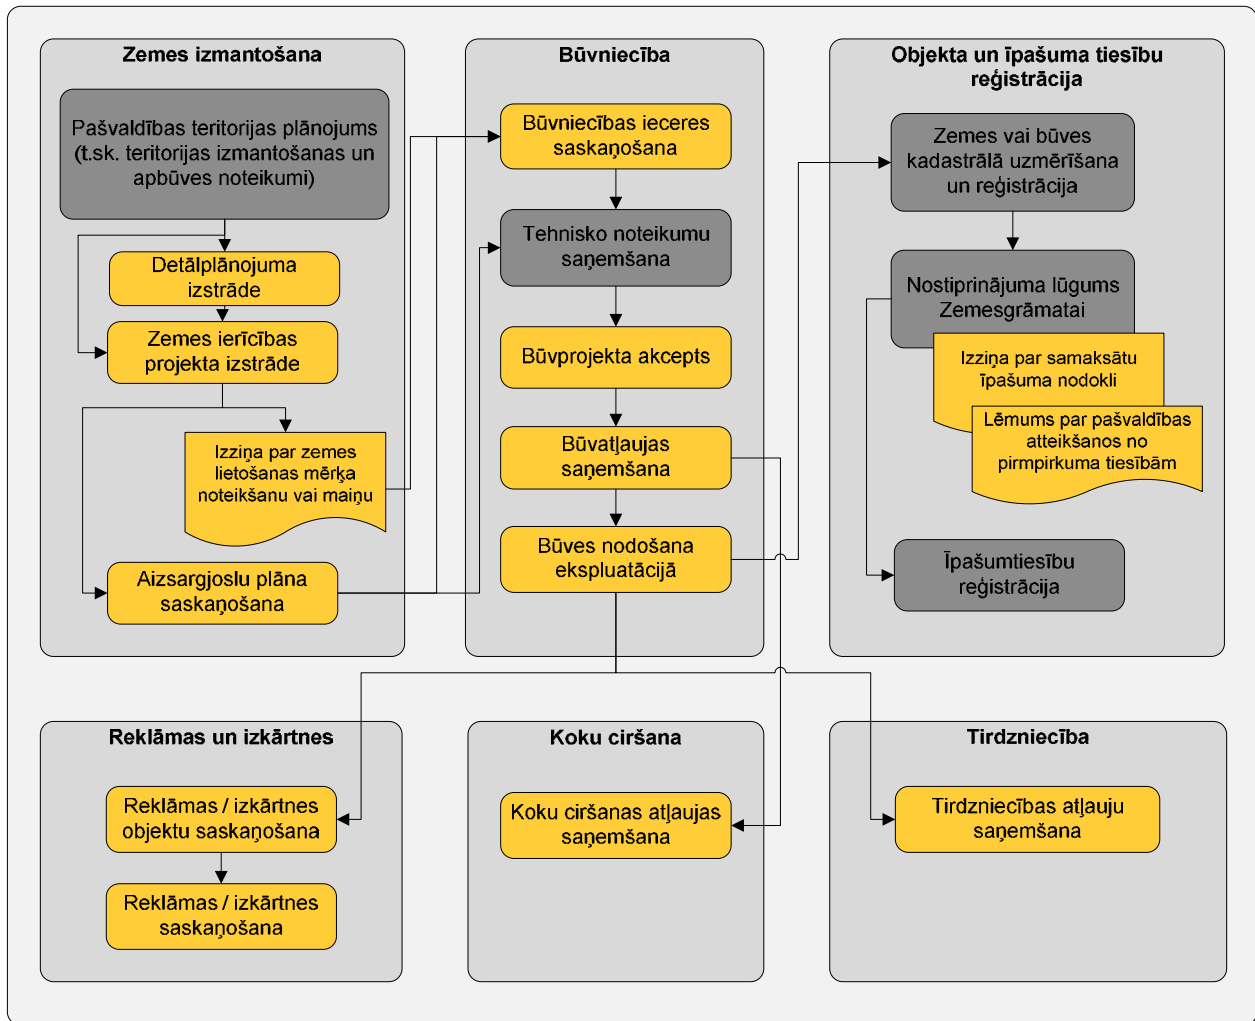 Zemes izmantošana
Pašvaldības teritorijas plānojums
(t.sk. teritorijas izmantošanas un
apbūves noteikumi)
Detālplānojuma
izstrāde
Zemes ierīcības
projekta izstrāde
Izziņa par zemes
lietošanas mērķa
noteikšanu vai maiņu
Aizsargjoslu plāna
saskaņošana
Būvniecība
Būvniecības ieceres
saskaņošana
Tehnisko noteikumu
saņemšana
Būvprojekta akcepts
Būvatļaujas
saņemšana
Būves nodošana
ekspluatācijā
Objekta un īpašuma tiesību
reģistrācija
Zemes vai būves
kadastrālā uzmērīšana
un reģistrācija
Nostiprinājuma lūgums
Zemesgrāmatai
Izziņa par samaksātu
īpašuma nodokli
Lēmums par pašvaldības
atteikšanos no
pirmpirkuma tiesībām
Īpašumtiesību
reģistrācija
Reklāmas un izkārtnes
Reklāmas / izkārtnes
objektu saskaņošana
Reklāmas / izkārtnes
saskaņošana
Koku ciršana
Koku ciršanas atļaujas
saņemšana
Tirdzniecība
Tirdzniecības atļauju
saņemšana